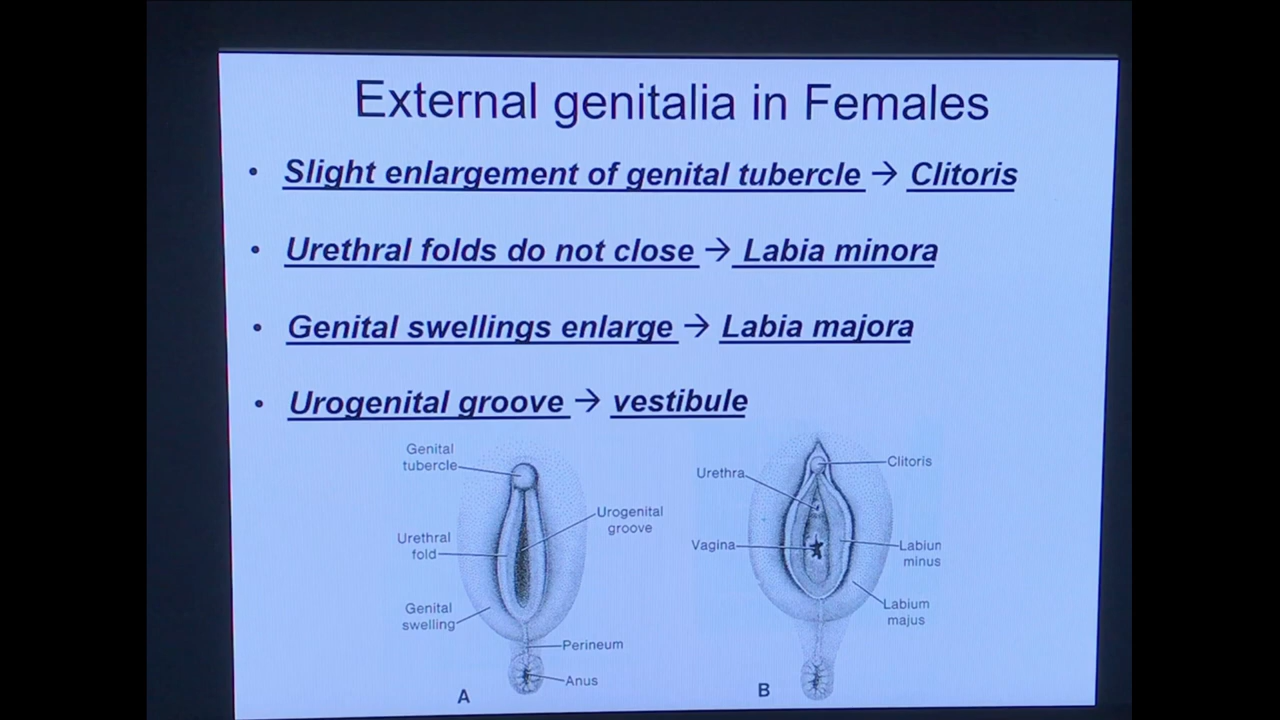 External genitalia in Females
• Slight enlargement of genital tubercle → Clitoris
• Urethral folds do not close → Labia minora
• Genital swellings enlarge → Labia majora
• Urogenital groove → vestibule
Genital
tubercle
Urogenital
groove
Urethral
fold
Genital
swelling
Perineum
Anus
A
Clitoris
Urethra
Vagina
Labiun
minus
Labium
majus
B